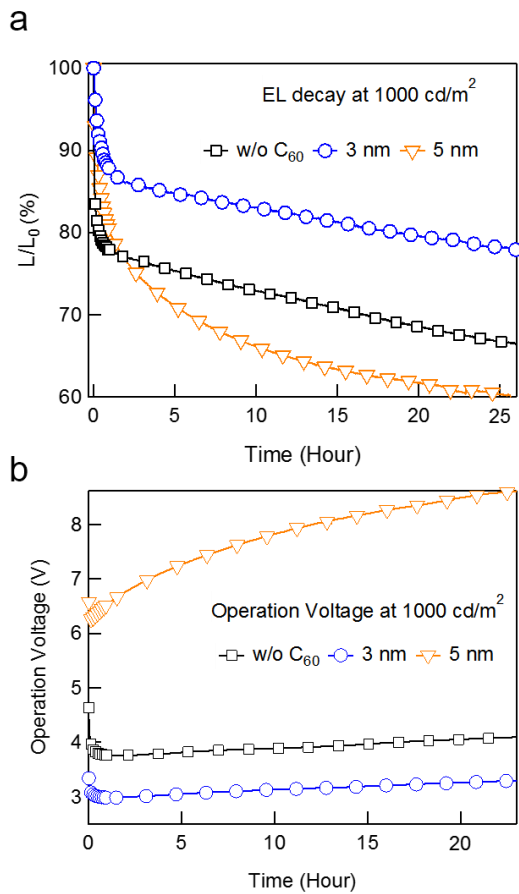 a
EL decay at 1000 cd/m²
w/o C₆₀ 3 nm 5 nm
L/L₀ (%)
100
90
80
70
60
0 5 10 15 20 25
Time (Hour)
b
Operation Voltage at 1000 cd/m²
w/o C₆₀ 3 nm 5 nm
Operation Voltage (V)
8
7
6
5
4
3
0 5 10 15 20
Time (Hour)